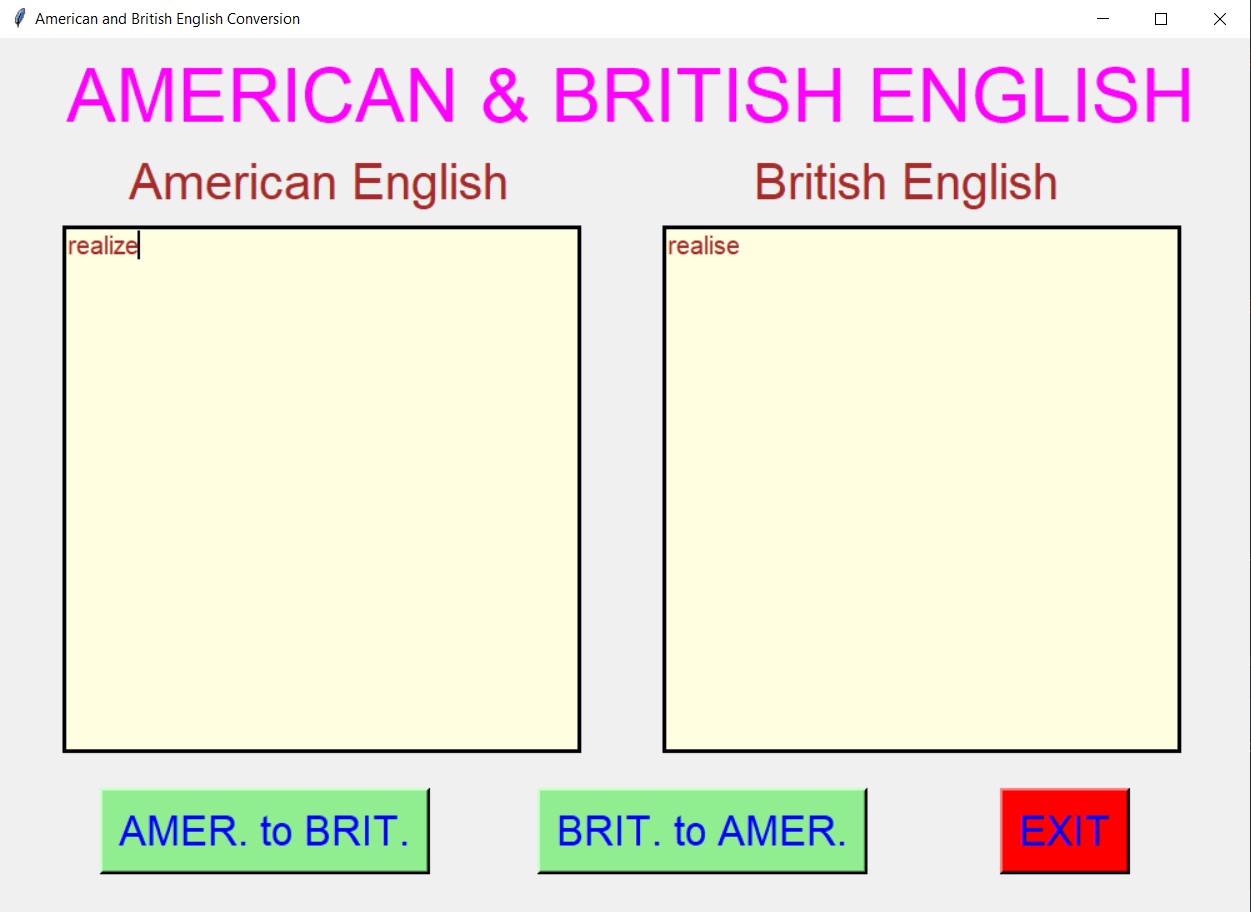 American and British English Conversion
AMERICAN & BRITISH ENGLISH
American English
British English
realize
realise
AMER. to BRIT.
BRIT. to AMER.
EXIT